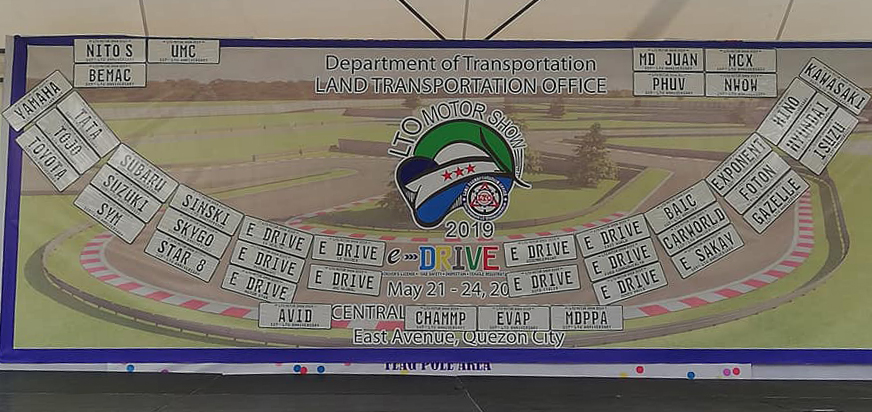 NITO S
UMC
BEMAC
MD JUAN
MCX
PHUV
NWOW
Department of Transportation
LAND TRANSPORTATION OFFICE
LTO MOTOR SHOW
2019
e DRIVE
May 21 - 24, 20
CENTRAL
East Avenue, Quezon City
YAMAHA
TATA
TOJO
TOYOTA
SUBARU
SUZUKI
SYM
SINSKI
SKYGO
STAR 8
E DRIVE
E DRIVE
E DRIVE
E DRIVE
E DRIVE
E DRIVE
E DRIVE
E DRIVE
E DRIVE
E DRIVE
BAIC
CARWORLD
E SAKAY
EXPONENT
FOTON
GAZELLE
KAWASAKI
HINO
HYUNDAI
ISUZU
AVID
CHAMMP
EVAP
MDPPA
FLAG POLE AREA